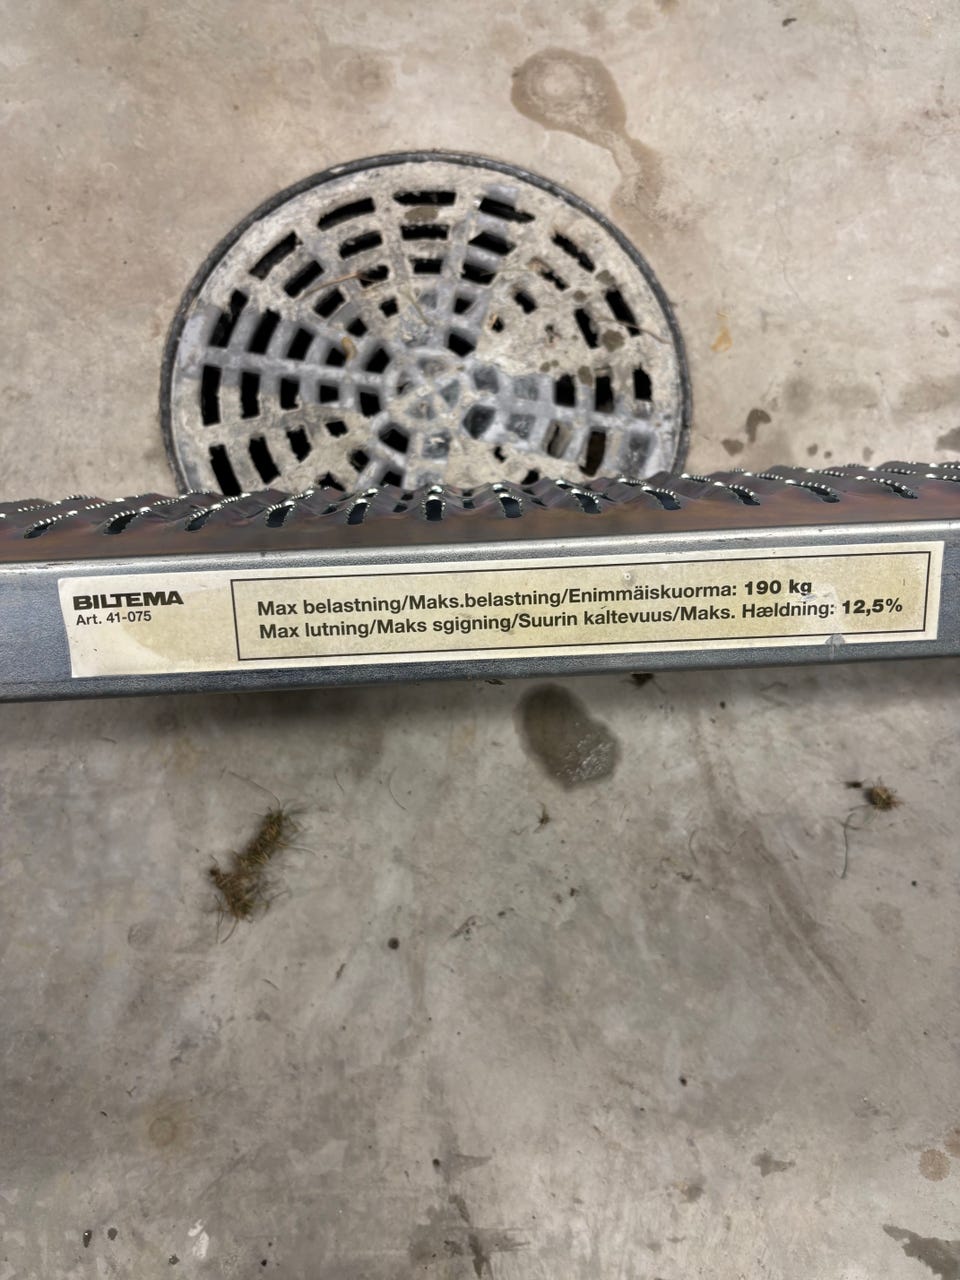 BILTEMA
Art. 41-075
Max belastning/Maks.belastning/Enimmäiskuorma: 190 kg
Max lutning/Maks sgigning/Suurin kaltevuus/Maks. Hældning: 12,5%